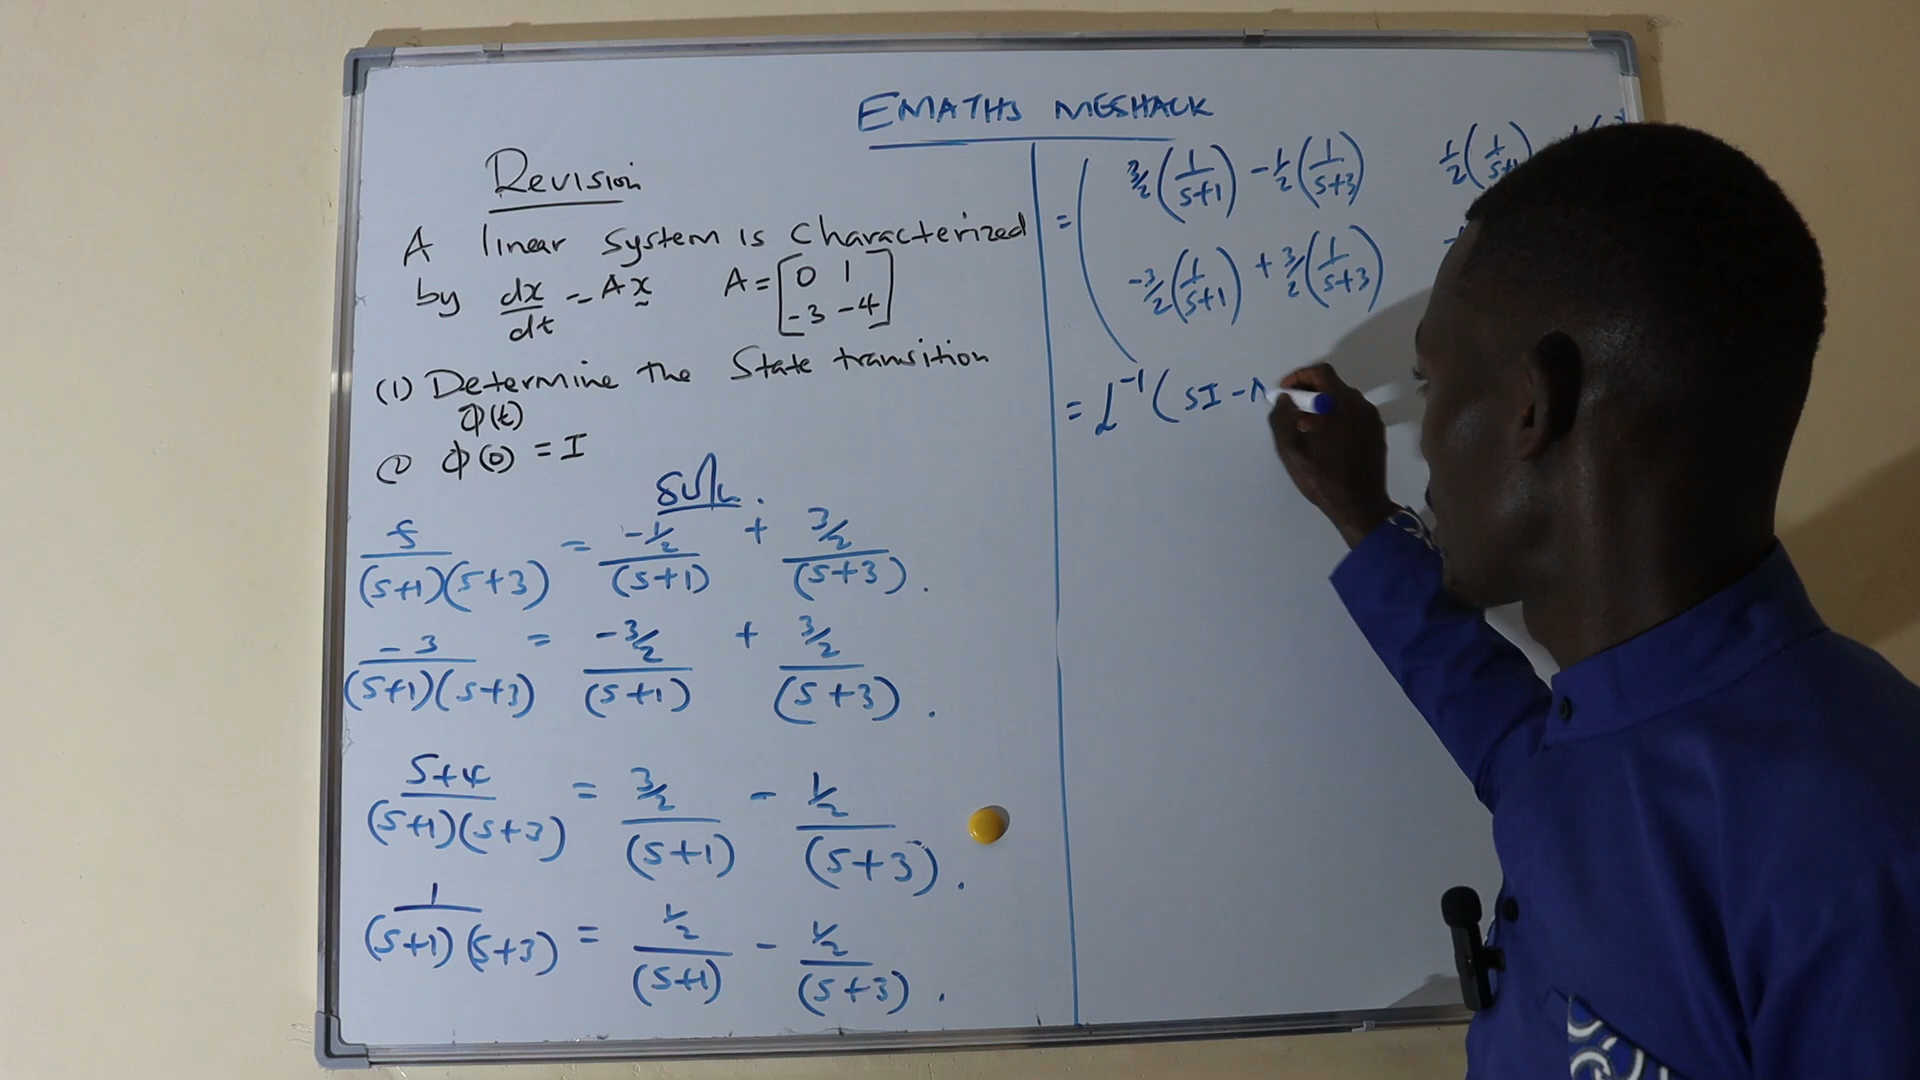 EMATHS MESHACK
Revision
A linear system is characterized
by dx/dt = Ax A = [0 1
-3 -4]
(1) Determine the State transition
Φ(t)
Φ(0) = I
soln.
s/(s+1)(s+3) = -1/2/(s+1) + 3/2/(s+3).
-3/(s+1)(s+3) = -3/2/(s+1) + 3/2/(s+3).
s+4/(s+1)(s+3) = 3/2/(s+1) - 1/2/(s+3).
1/(s+1)(s+3) = 1/2/(s+1) - 1/2/(s+3).
= ( 3/2(1/s+1) - 1/2(1/s+3) 1/2(1/s+1)
-3/2(1/s+1) + 3/2(1/s+3)
= L⁻¹(SI - A